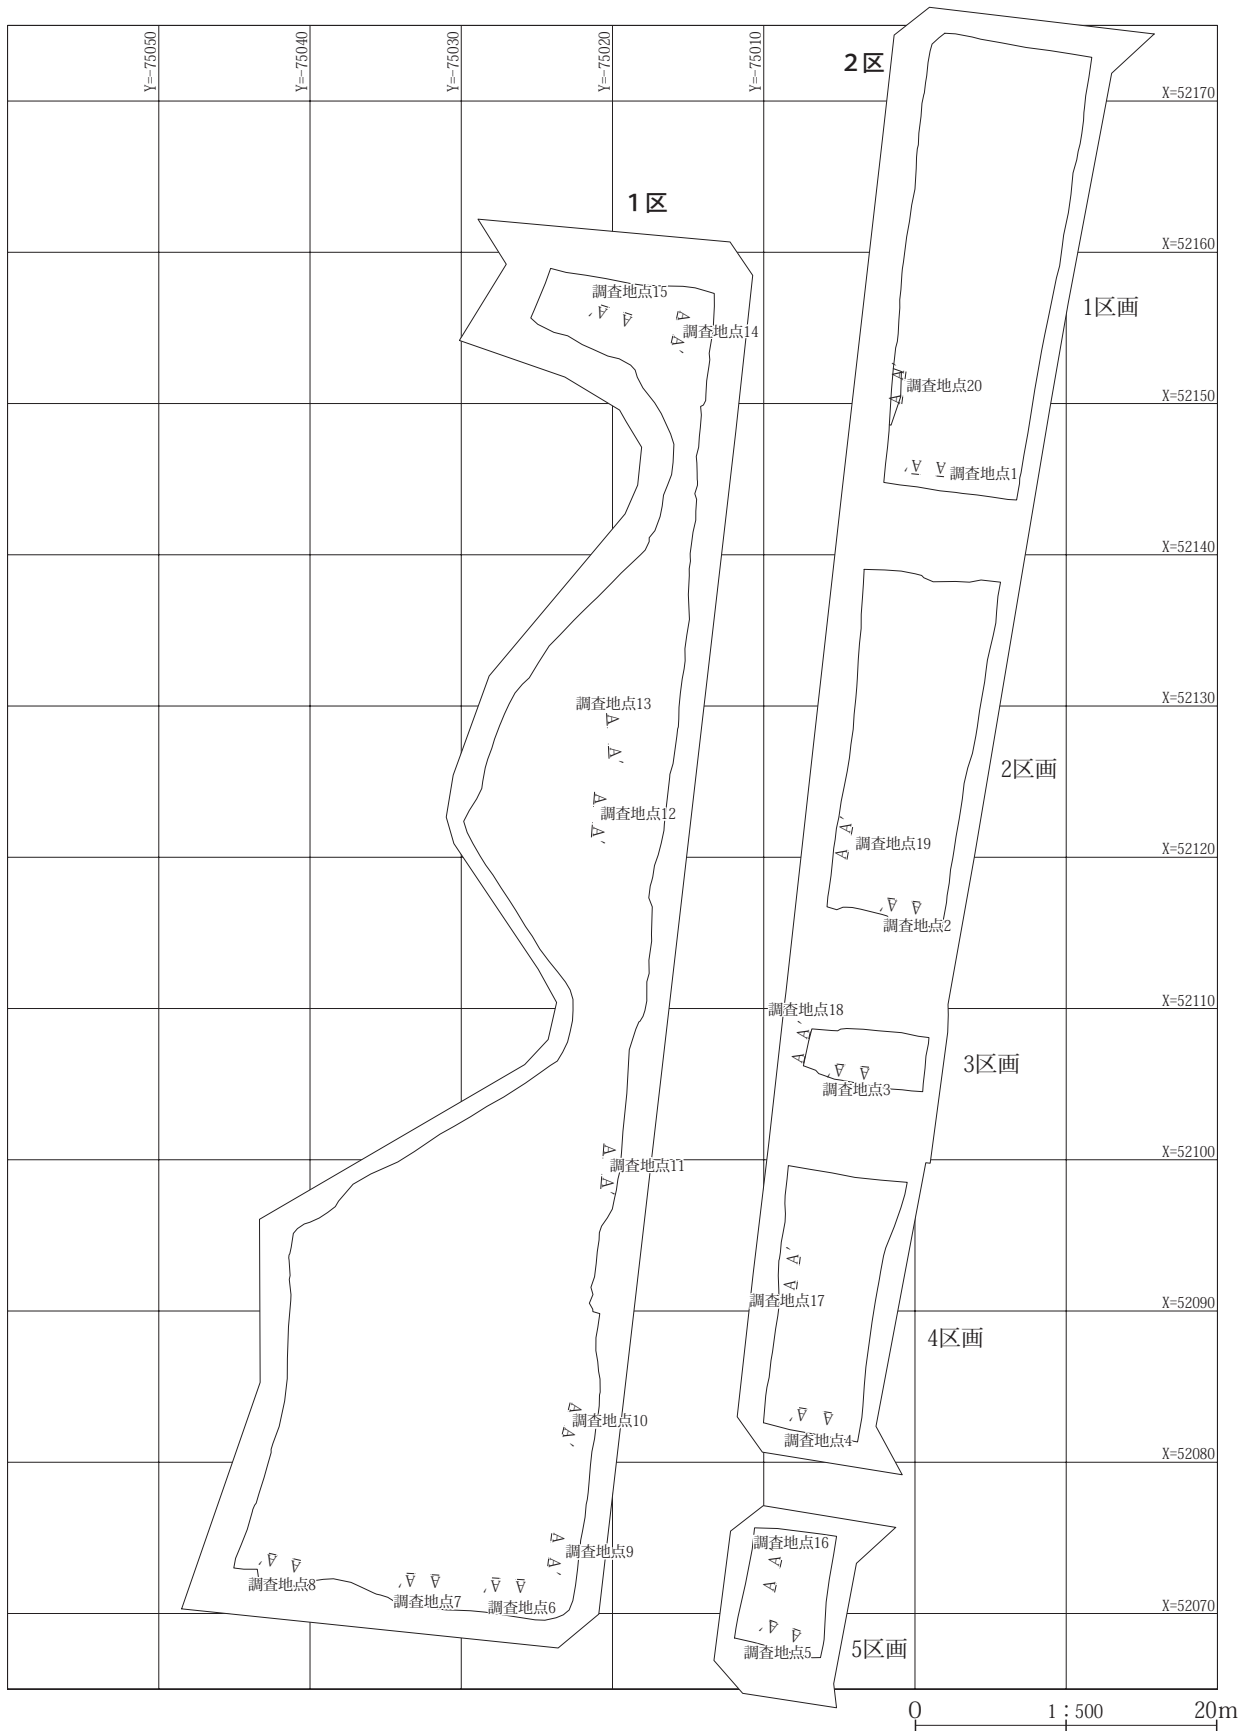 Y=-75050
Y=-75040
Y=-75030
Y=-75020
Y=-75010
2区
X=52170
1区
X=52160
調査地点15
A' A
A
調査地点14
A'
1区画
A'
調査地点20
A
X=52150
A' A 調査地点1
X=52140
調査地点13
A
A'
X=52130
2区画
A
調査地点12
A'
A'
調査地点19
A
X=52120
A' A
調査地点2
調査地点18
X=52110
A'
A
A' A
調査地点3
3区画
A
調査地点11
A'
X=52100
A'
A
調査地点17
X=52090
4区画
A
調査地点10
A'
A' A
調査地点4
X=52080
A
調査地点9
A'
調査地点16
A'
A
A' A
調査地点8
A' A
調査地点7
A' A
調査地点6
X=52070
A' A
調査地点5
5区画
0 1：500 20m